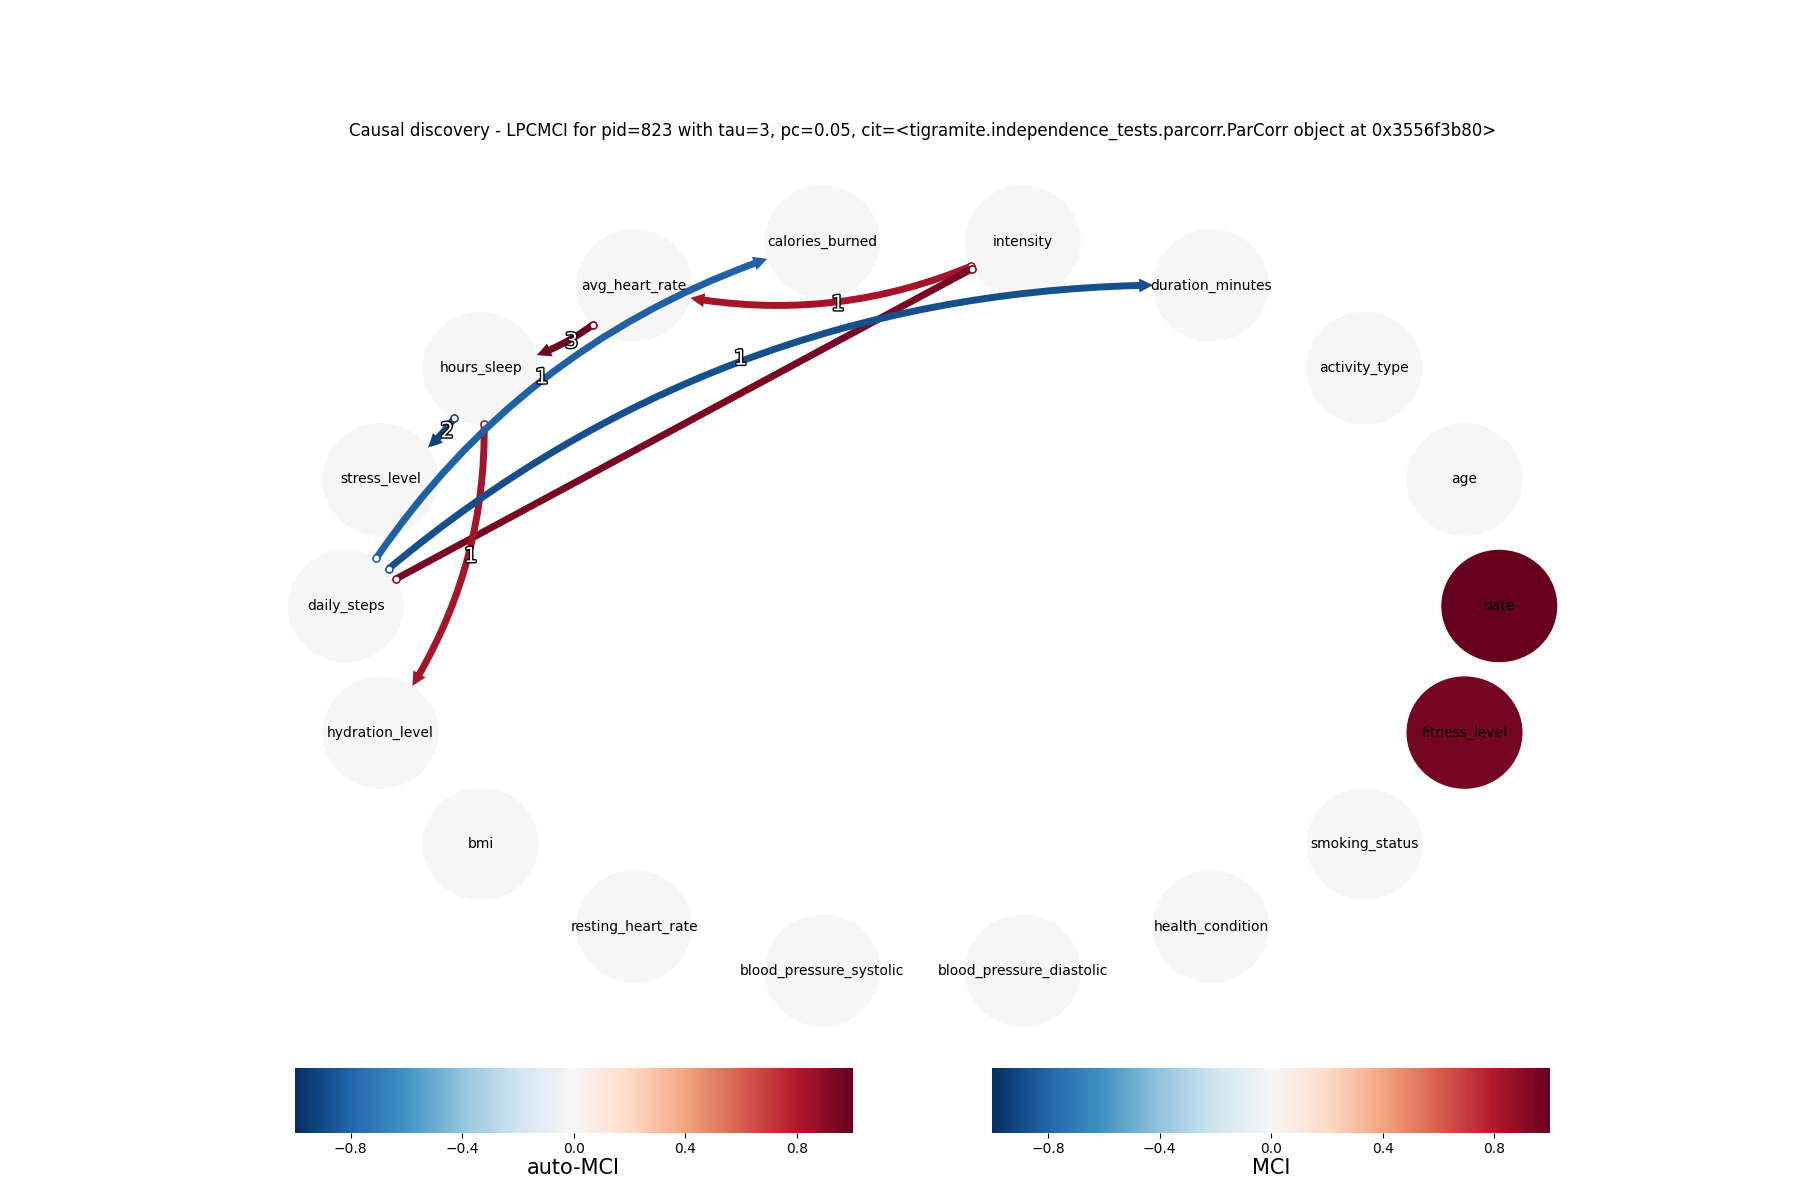 Causal discovery - LPCMCI for pid=823 with tau=3, pc=0.05, cit=<tigramite.independence_tests.parcorr.ParCorr object at 0x3556f3b80>
calories_burned
intensity
avg_heart_rate
duration_minutes
1
3
1
1
hours_sleep
activity_type
2
stress_level
age
1
daily_steps
date
hydration_level
fitness_level
bmi
smoking_status
resting_heart_rate
health_condition
blood_pressure_systolic
blood_pressure_diastolic
−0.8 −0.4 0.0 0.4 0.8
auto-MCI
−0.8 −0.4 0.0 0.4 0.8
MCI